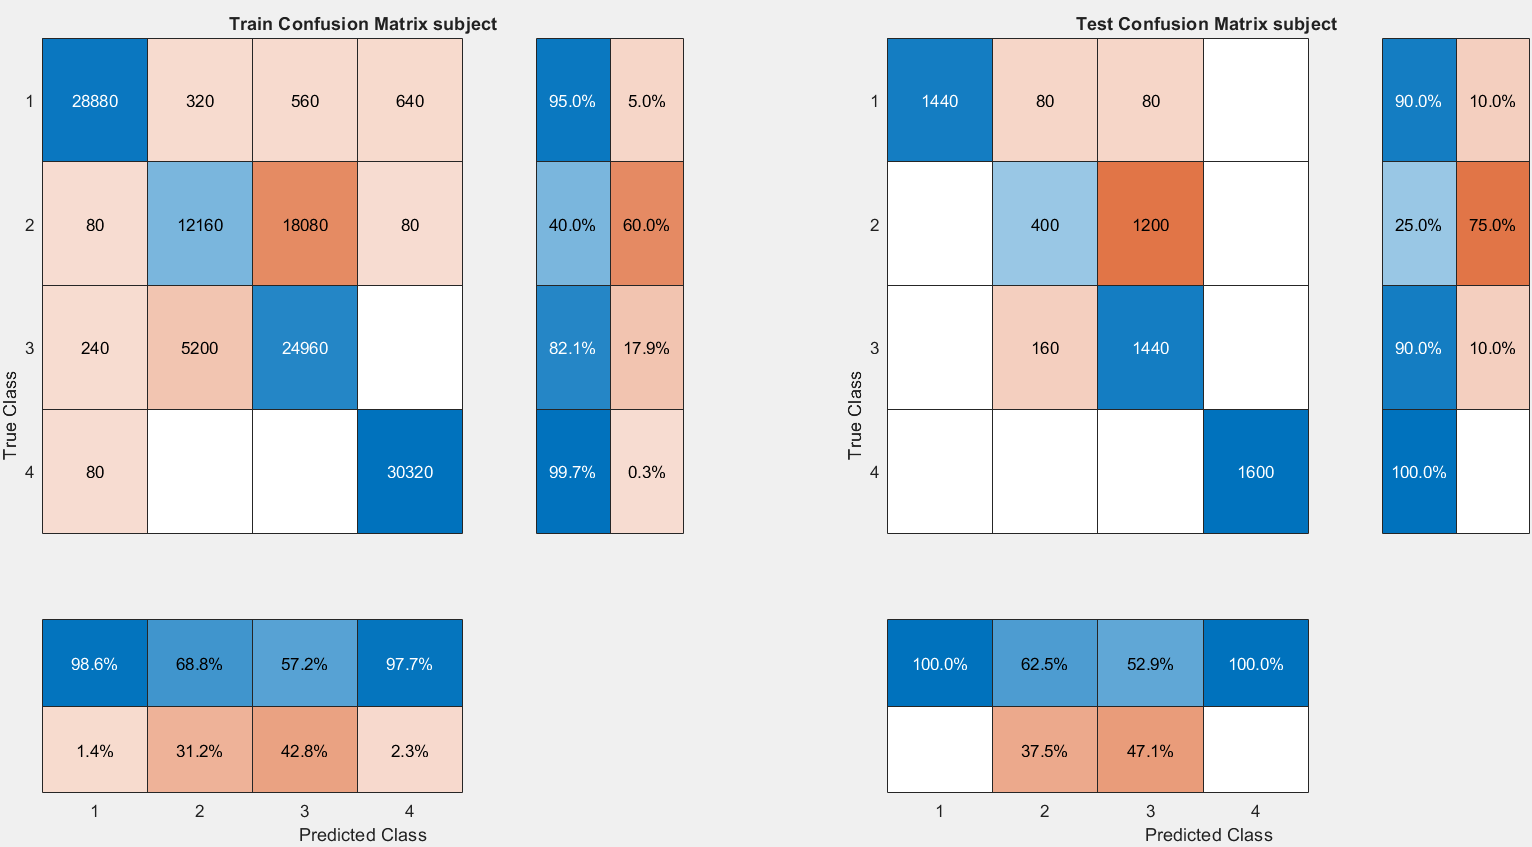 Train Confusion Matrix subject
1 28880 320 560 640 95.0% 5.0%
2 80 12160 18080 80 40.0% 60.0%
3 240 5200 24960 82.1% 17.9%
4 80 30320 99.7% 0.3%
True Class
98.6% 68.8% 57.2% 97.7%
1.4% 31.2% 42.8% 2.3%
1 2 3 4
Predicted Class
Test Confusion Matrix subject
1 1440 80 80 90.0% 10.0%
2 400 1200 25.0% 75.0%
3 160 1440 90.0% 10.0%
4 1600 100.0%
True Class
100.0% 62.5% 52.9% 100.0%
37.5% 47.1%
1 2 3 4
Predicted Class